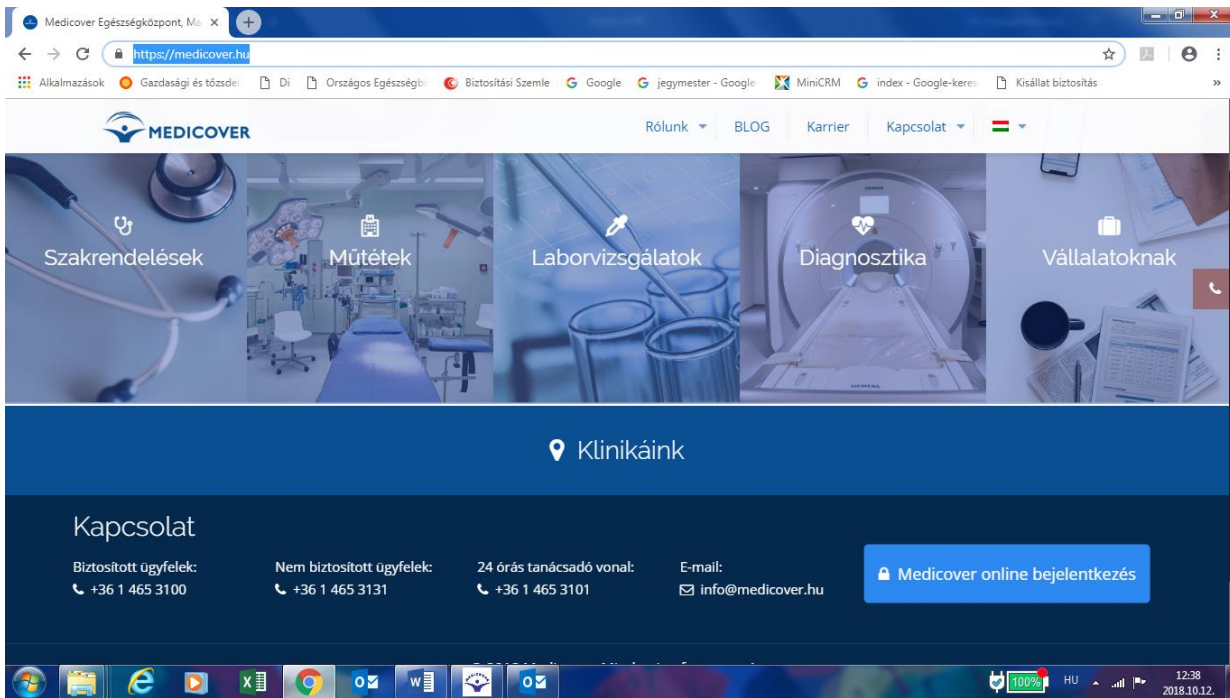 Medicover Egészségközpont, Ma
https://medicover.hu
Alkalmazások Gazdasági és tőzsde Di Országos Egészségb Biztosítási Szemle Google jegymester - Google MiniCRM index - Google-keres Kisállat biztosítás »
MEDICOVER Rólunk BLOG Karrier Kapcsolat
SIEMENS
Szakrendelések Műtétek Laborvizsgálatok Diagnosztika Vállalatoknak
SIEMENS
Klinikáink
Kapcsolat
Biztosított ügyfelek: Nem biztosított ügyfelek: 24 órás tanácsadó vonal: E-mail:
+36 1 465 3100 +36 1 465 3131 +36 1 465 3101 info@medicover.hu
Medicover online bejelentkezés
100% HU 12:38
2018.10.12.